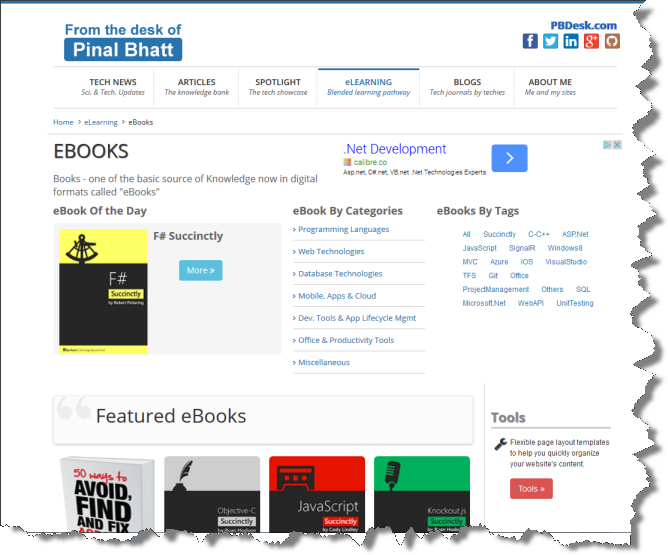 From the desk of
Pinal Bhatt
PBDesk.com
TECH NEWS
Sci. & Tech. Updates
ARTICLES
The knowledge bank
SPOTLIGHT
The tech showcase
eLEARNING
Blended learning pathway
BLOGS
Tech journals by techies
ABOUT ME
Me and my sites
Home > eLearning > eBooks
EBOOKS
Books - one of the basic source of Knowledge now in digital
formats called "eBooks"
.Net Development
calibre.co
Asp.net, C#.net, VB.net .Net Technologies Experts
eBook Of the Day
F#
Succinctly
by Robert Pickering
F# Succinctly
More »
eBook By Categories
Programming Languages
Web Technologies
Database Technologies
Mobile, Apps & Cloud
Dev. Tools & App Lifecycle Mgmt
Office & Productivity Tools
Miscellaneous
eBooks By Tags
All Succinctly C-C++ ASP.Net
JavaScript SignalR Windows8
MVC Azure iOS VisualStudio
TFS Git Office
ProjectManagement Others SQL
Microsoft.Net WebAPI UnitTesting
Featured eBooks
50 ways to
AVOID,
FIND
AND FIX
Objective-C
Succinctly
by Ryan Hodson
JavaScript
Succinctly
by Cody Lindley
Knockout.js
Succinctly
Tools
Flexible page layout templates
to help you quickly organize
your website's content.
Tools »